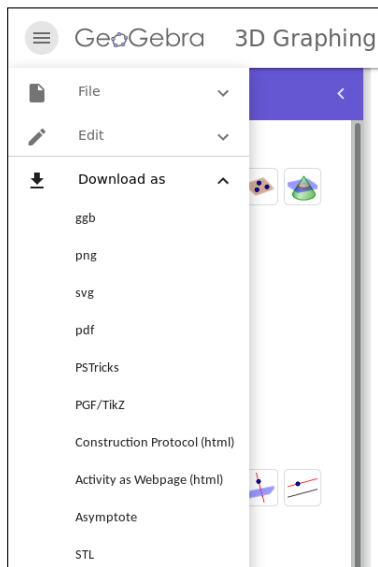 GeoGebra 3D Graphing
File
Edit
Download as
ggb
png
svg
pdf
PSTricks
PGF/TikZ
Construction Protocol (html)
Activity as Webpage (html)
Asymptote
STL